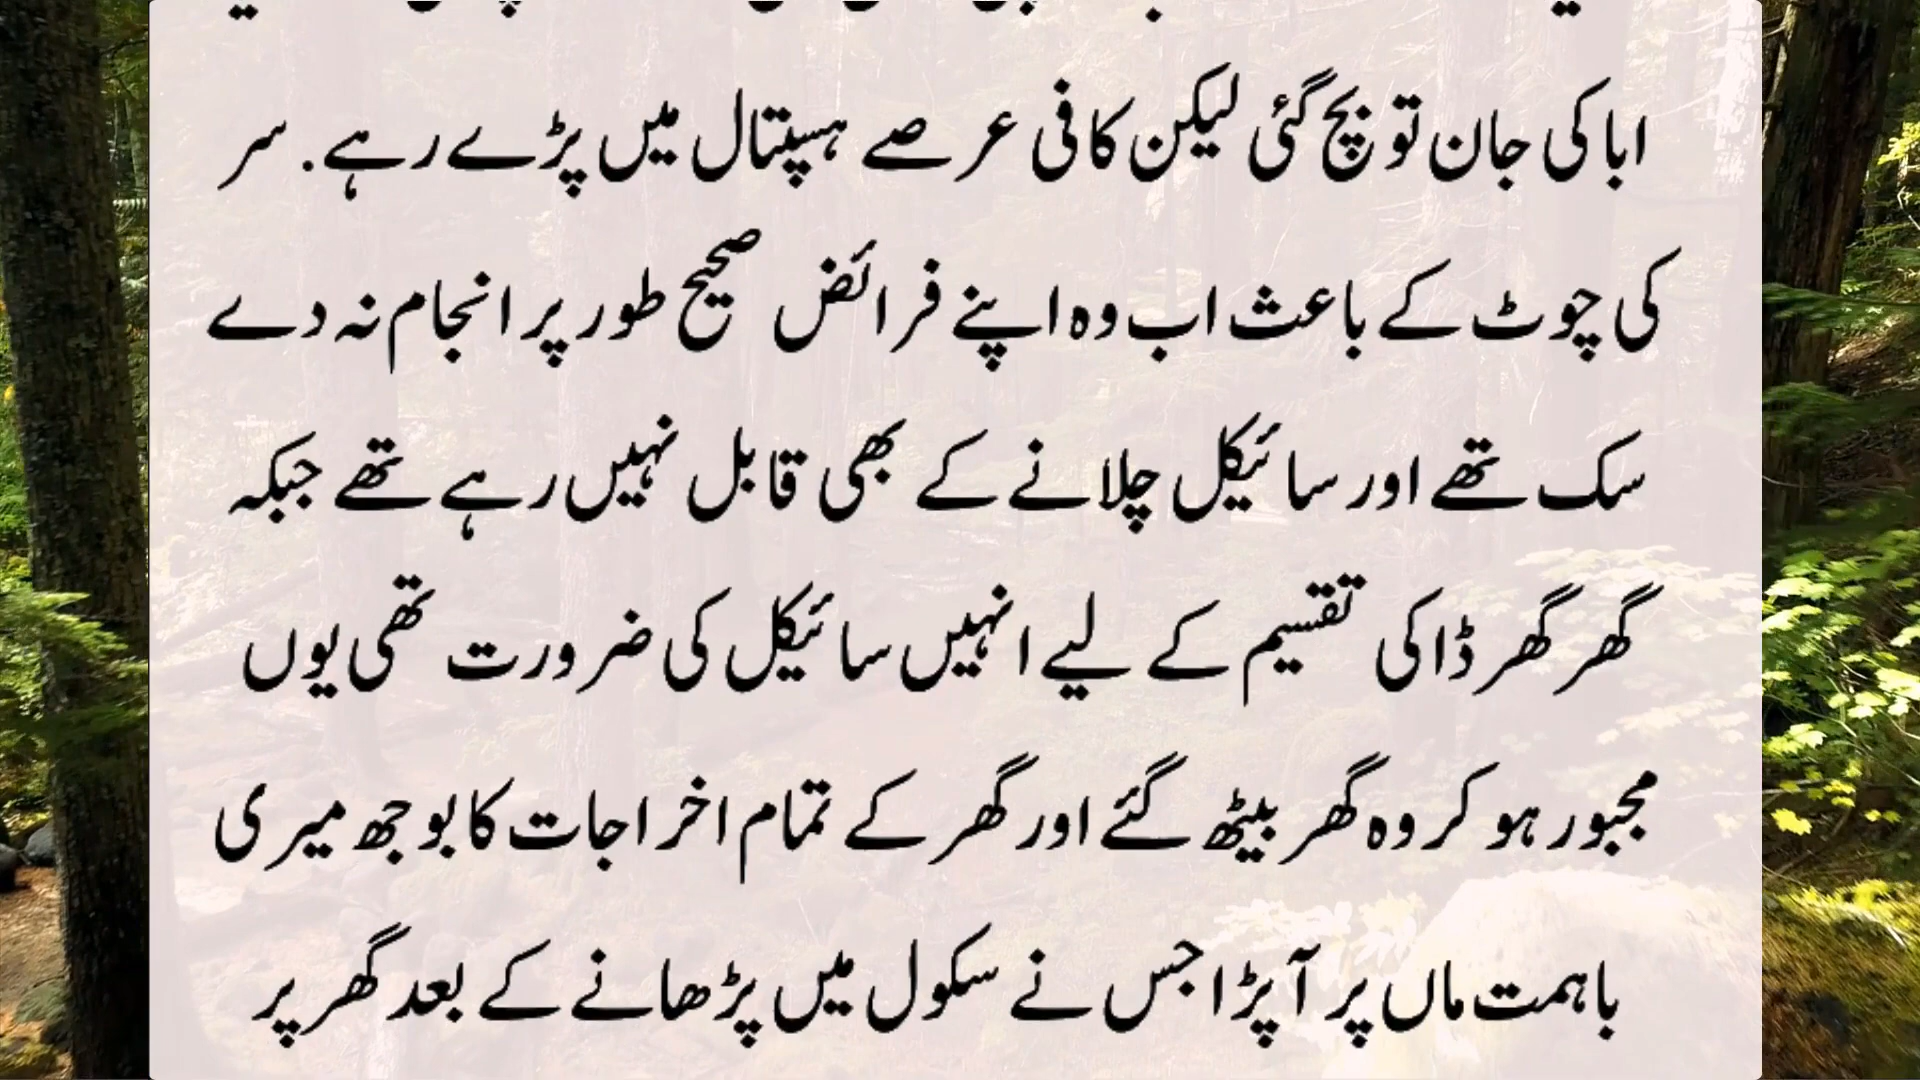 ابا کی جان تو بچ گئی لیکن کافی عرصے ہسپتال میں پڑے رہے. سر
کی چوٹ کے باعث اب وہ اپنے فرائض صحیح طور پر انجام نہ دے
سک تھے اور سائیکل چلانے کے بھی قابل نہیں رہے تھے جبکہ
گھر گھر ڈاکی تقسیم کے لیے انہیں سائیکل کی ضرورت تھی یوں
مجبور ہو کر وہ گھر بیٹھ گئے اور گھر کے تمام اخراجات کا بوجھ میری
باہمت ماں پر آ پڑا جس نے سکول میں پڑھانے کے بعد گھر پر